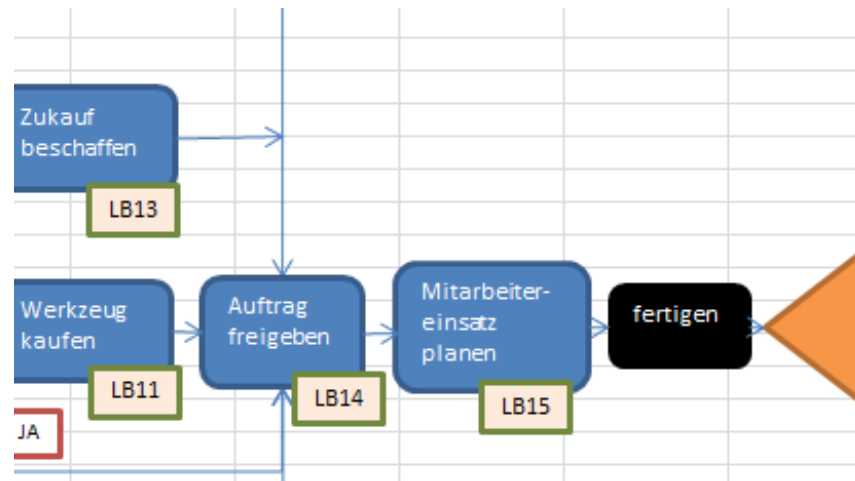 Zukauf
beschaffen
LB13
Werkzeug
kaufen
LB11
Auftrag
freigeben
LB14
Mitarbeiter-
einsatz
planen
LB15
fertigen
JA